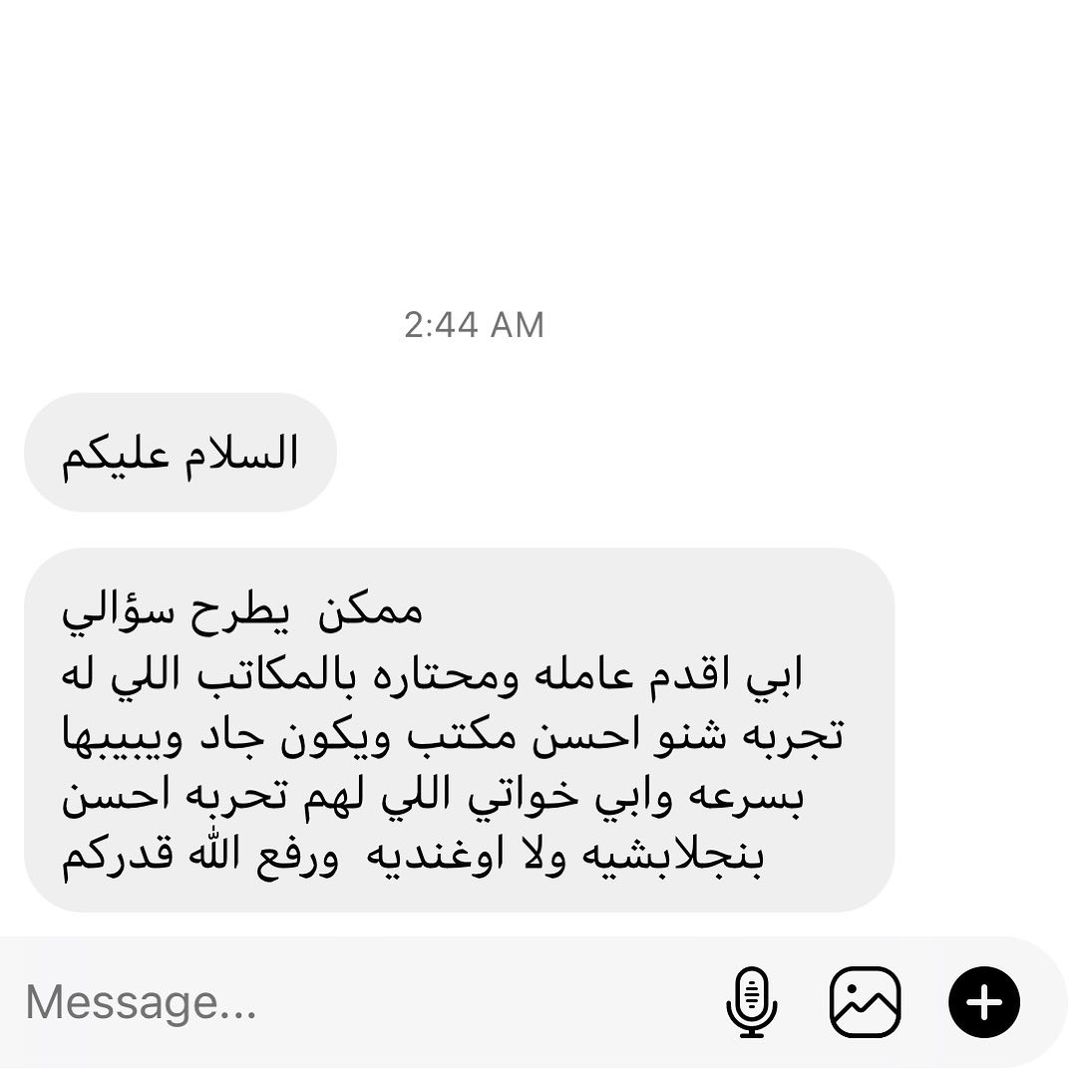 2:44 AM
السلام عليكم
ممكن يطرح سؤالي
ابي اقدم عامله ومحتاره بالمكاتب اللي له
تجربه شنو احسن مكتب ويكون جاد ويبيبها
بسرعه وابي خواتي اللي لهم تحربه احسن
بنجلابشيه ولا اوغنديه ورفع الله قدركم
Message...